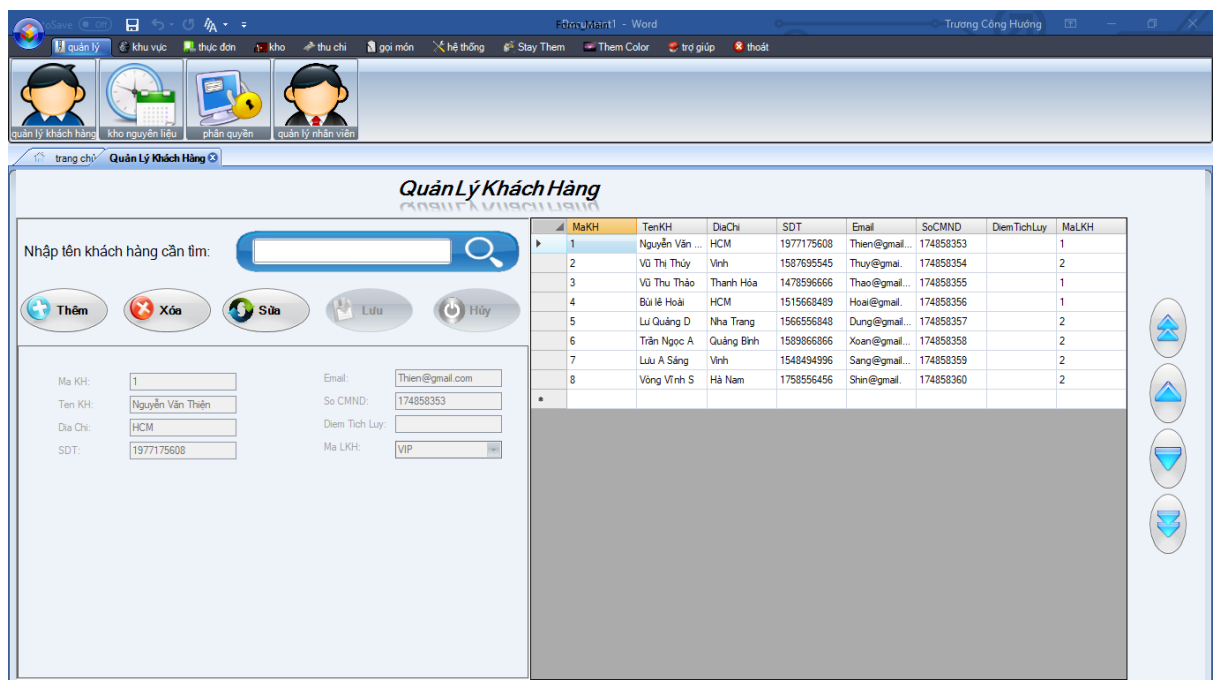 AutoSave Off Document1 - Word Trương Công Hướng
quản lý khu vực thực đơn kho thu chi gọi món hệ thống Stay Them Them Color trợ giúp thoát
quản lý khách hàng kho nguyên liệu phân quyền quản lý nhân viên
trang chủ Quản Lý Khách Hàng
Quản Lý Khách Hàng
Nhập tên khách hàng cần tìm:
Thêm Xóa Sửa Lưu Hủy
Ma KH: 1 Email: Thien@gmail.com
Ten KH: Nguyễn Văn Thiện So CMND: 174858353
Dia Chi: HCM Diem Tich Luy:
SDT: 1977175608 Ma LKH: VIP
MaKH TenKH DiaChi SDT Email SoCMND DiemTichLuy MaLKH
1 Nguyễn Văn ... HCM 1977175608 Thien@gmail... 174858353 1
2 Vũ Thị Thúy Vinh 1587695545 Thuy@gmai. 174858354 2
3 Vũ Thu Thảo Thanh Hóa 1478596666 Thao@gmail... 174858355 1
4 Bùi lê Hoài HCM 1515668489 Hoai@gmail. 174858356 1
5 Lư Quảng D Nha Trang 1566556848 Dung@gmail... 174858357 2
6 Trần Ngọc A Quảng Bình 1589866866 Xoan@gmail... 174858358 2
7 Lưu A Sáng Vinh 1548494996 Sang@gmail... 174858359 2
8 Vòng Vĩnh S Hà Nam 1758556456 Shin@gmail. 174858360 2